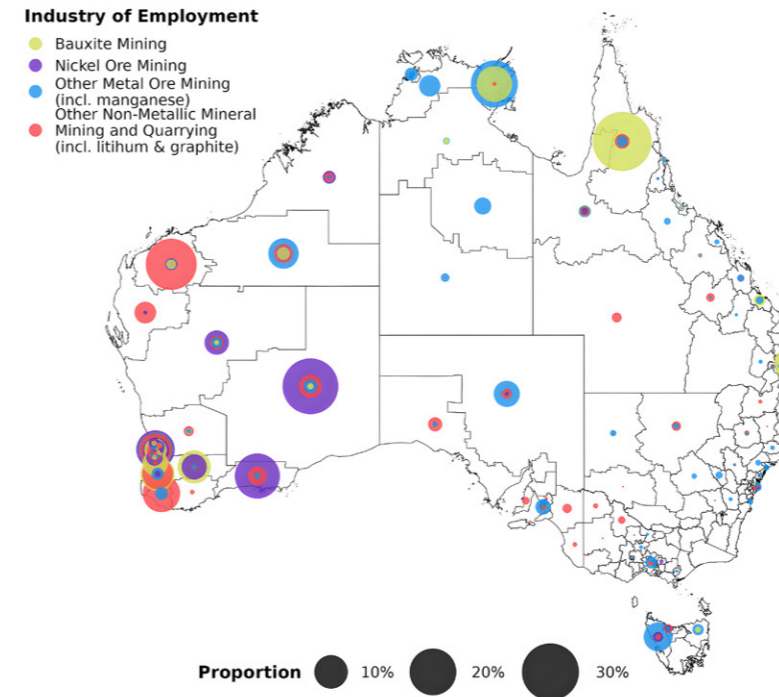 Industry of Employment
Bauxite Mining
Nickel Ore Mining
Other Metal Ore Mining
(incl. manganese)
Other Non-Metallic Mineral
Mining and Quarrying
(incl. litihum & graphite)
Proportion 10% 20% 30%